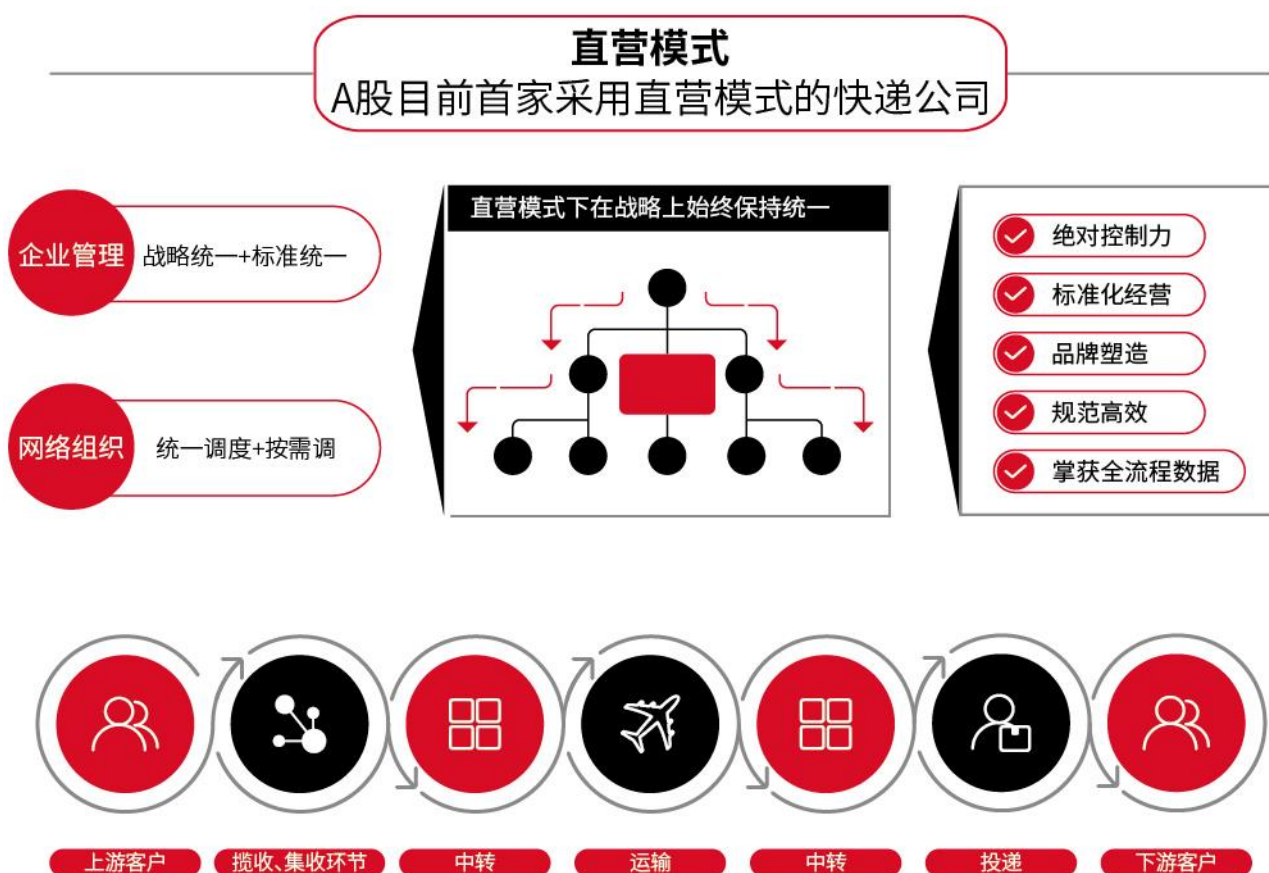 直营模式
A股目前首家采用直营模式的快递公司
企业管理
战略统一+标准统一
网络组织
统一调度+按需调
直营模式下在战略上始终保持统一
绝对控制力
标准化经营
品牌塑造
规范高效
掌获全流程数据
上游客户
揽收、集收环节
中转
运输
中转
投递
下游客户